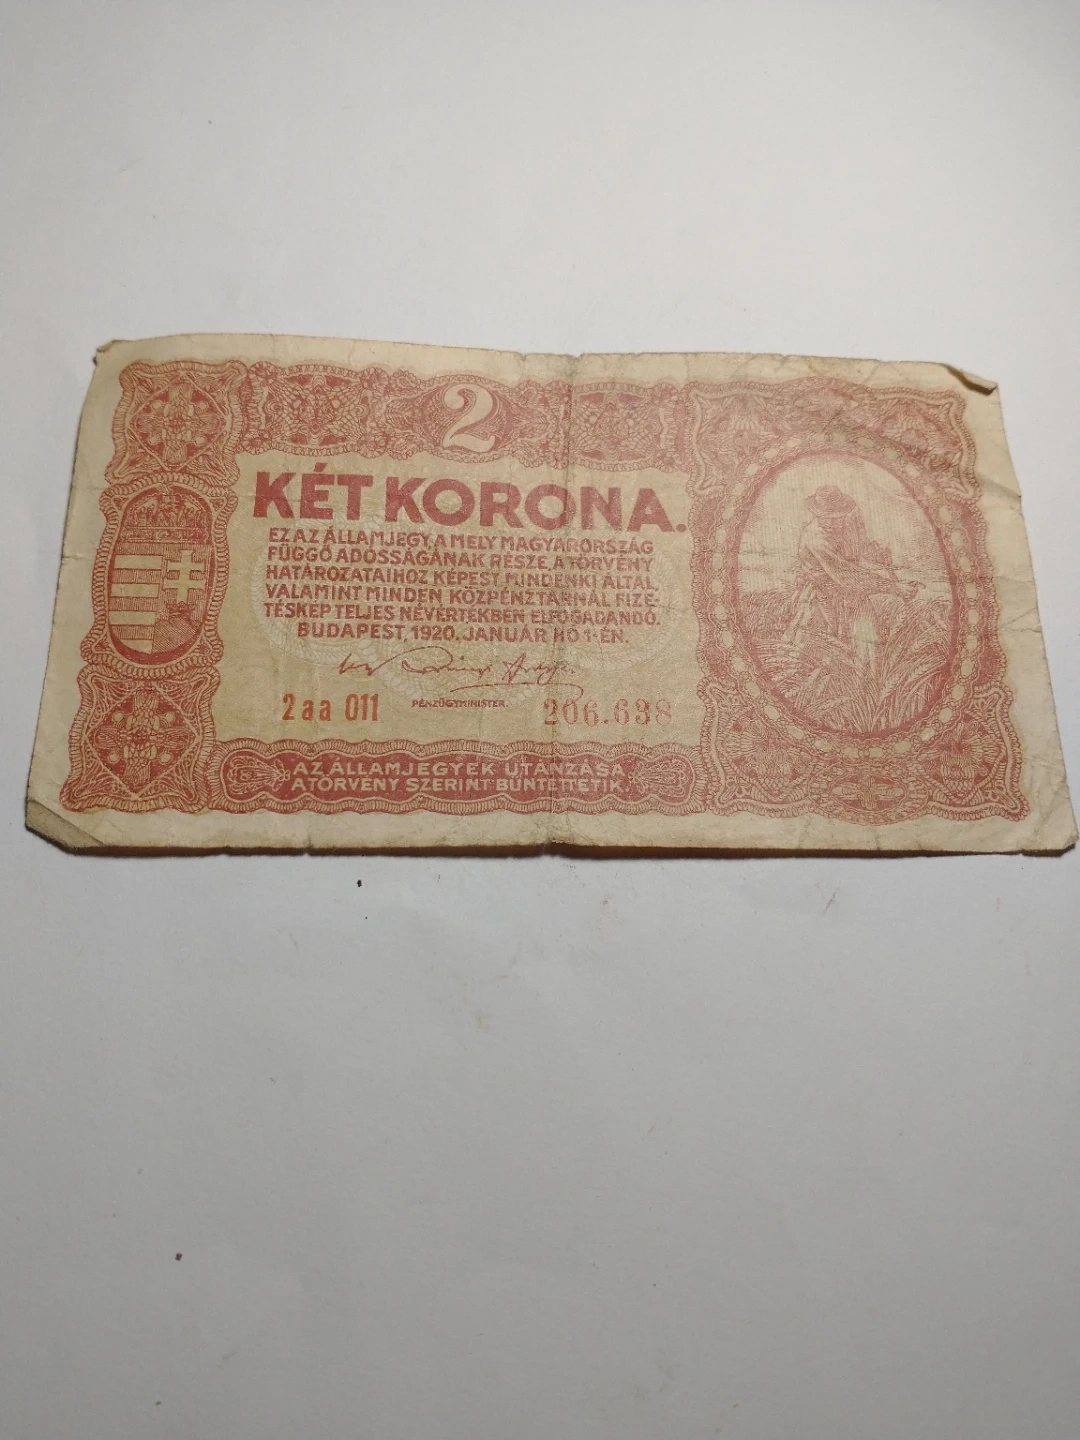 2
KÉT KORONA.
EZ AZ ÁLLAMJEGY, A MELY MAGYARORSZÁG
FÜGGŐ ADÓSSÁGÁNAK RÉSZE, A TÖRVÉNY
HATÁROZATAIHOZ KÉPEST MINDENKI ÁLTAL,
VALAMINT MINDEN KÖZPÉNZTÁRNÁL FIZE-
TÉSKÉP TELJES NÉVÉRTÉKBEN ELFOGADANDÓ.
BUDAPEST, 1920. JANUÁR HÓ 1-ÉN.
2aa 011 PÉNZÜGYMINISTER. 206.638
AZ ÁLLAMJEGYEK UTÁNZÁSA
A TÖRVÉNY SZERINT BÜNTETTETIK.